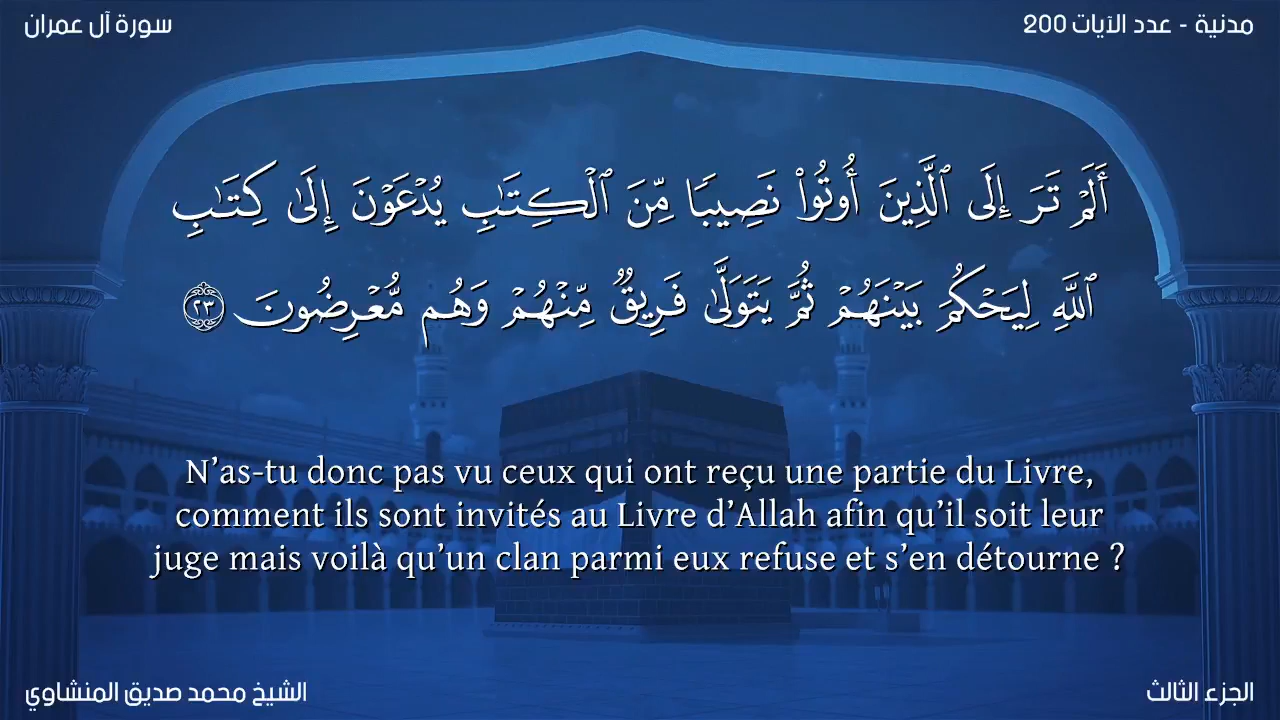 سورة آل عمران
مدنية - عدد الآيات 200
أَلَمْ تَرَ إِلَى ٱلَّذِينَ أُوتُوا۟ نَصِيبًا مِّنَ ٱلْكِتَـٰبِ يُدْعَوْنَ إِلَىٰ كِتَـٰبِ
ٱللَّهِ لِيَحْكُمَ بَيْنَهُمْ ثُمَّ يَتَوَلَّىٰ فَرِيقٌ مِّنْهُمْ وَهُم مُّعْرِضُونَ ٢٣
N’as-tu donc pas vu ceux qui ont reçu une partie du Livre,
comment ils sont invités au Livre d’Allah afin qu’il soit leur
juge mais voilà qu’un clan parmi eux refuse et s’en détourne ?
الشيخ محمد صديق المنشاوي
الجزء الثالث